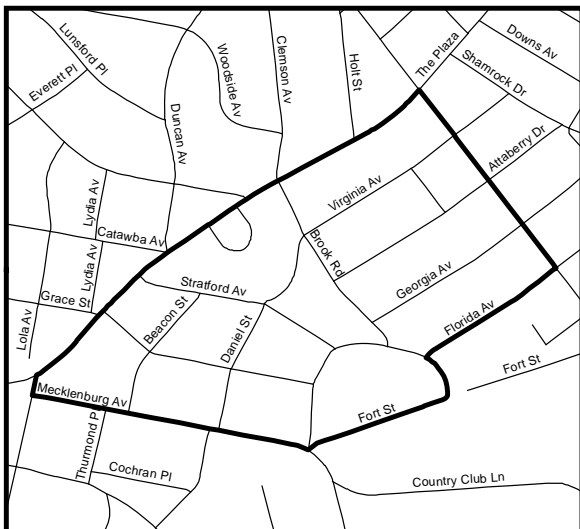 Lunsford Pl
Everett Pl
Woodside Av
Clemson Av
Holt St
The Plaza
Downs Av
Shamrock Dr
Duncan Av
Attaberry Dr
Virginia Av
Lydia Av
Catawba Av
Brook Rd
Lydia Av
Stratford Av
Georgia Av
Grace St
Beacon St
Daniel St
Florida Av
Lola Av
Fort St
Mecklenburg Av
Fort St
Thurmond P
Cochran Pl
Country Club Ln